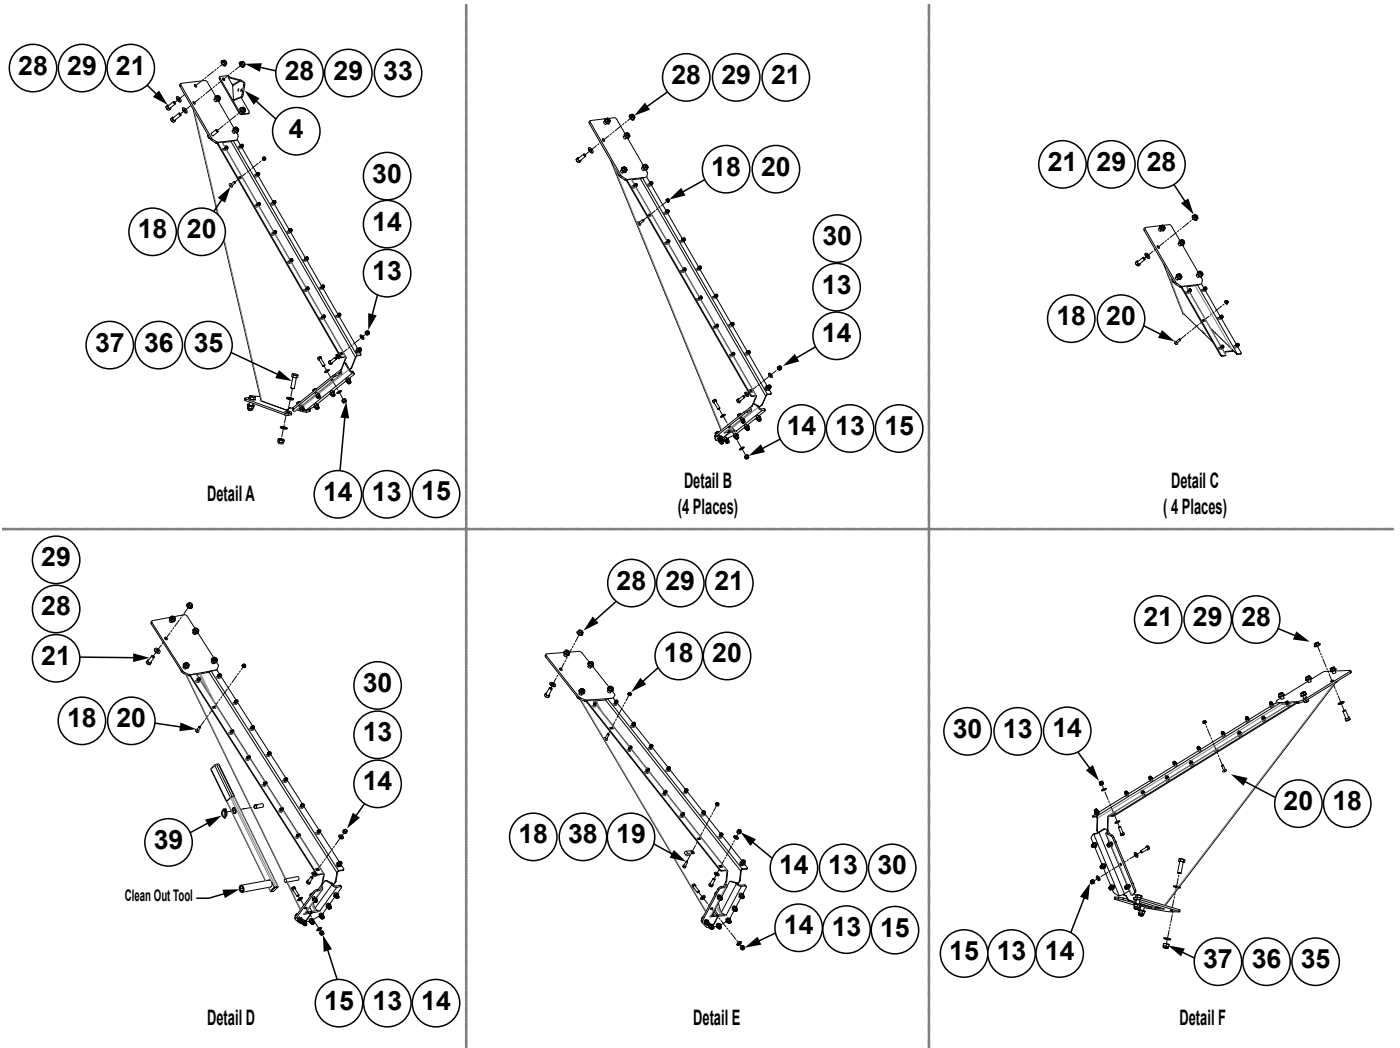 28 29 21
28 29 33
4
30
14
13
18 20
37 36 35
14 13 15
Detail A
28 29 21
18 20
30
13
14
14 13 15
Detail B
(4 Places)
21 29 28
18 20
Detail C
( 4 Places)
29
28
21
18 20
30
13
14
39
Clean Out Tool
15 13 14
Detail D
28 29 21
18 20
18 38 19
14 13 30
14 13 15
Detail E
21 29 28
30 13 14
20 18
15 13 14
37 36 35
Detail F